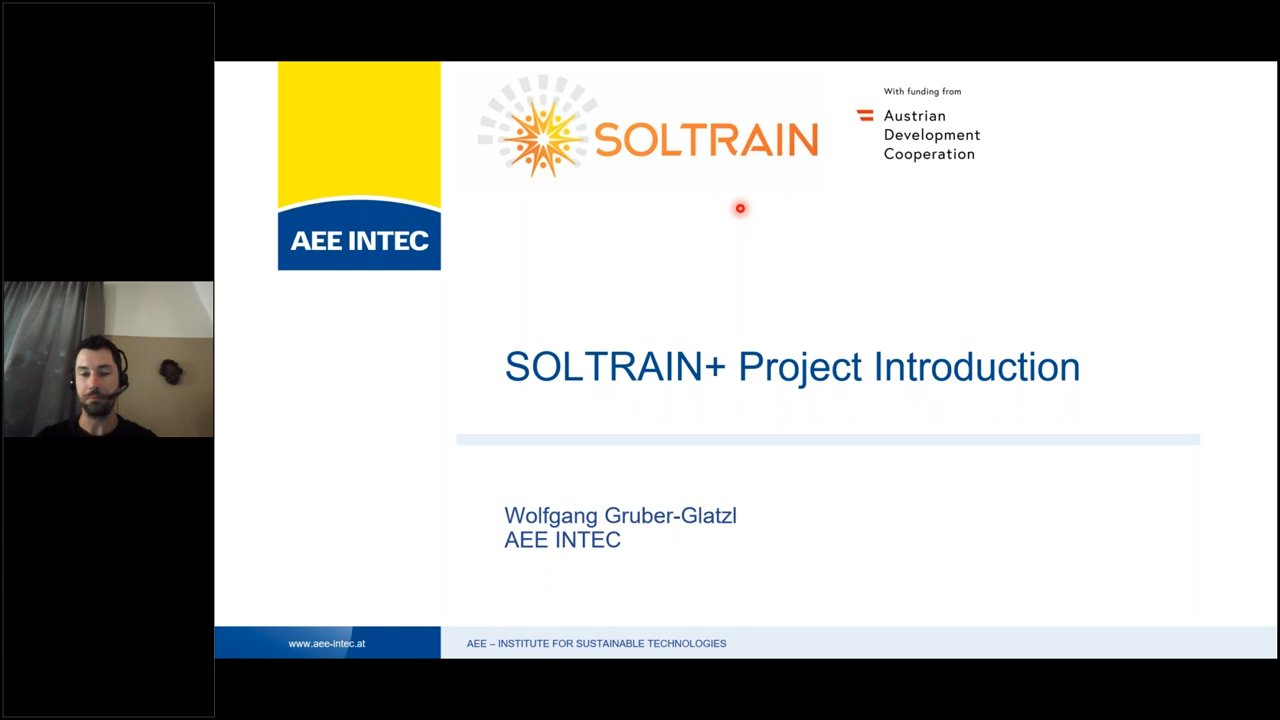 SOLTRAIN
With funding from
Austrian
Development
Cooperation
AEE INTEC
SOLTRAIN+ Project Introduction
Wolfgang Gruber-Glatzl
AEE INTEC
www.aee-intec.at
AEE – INSTITUTE FOR SUSTAINABLE TECHNOLOGIES